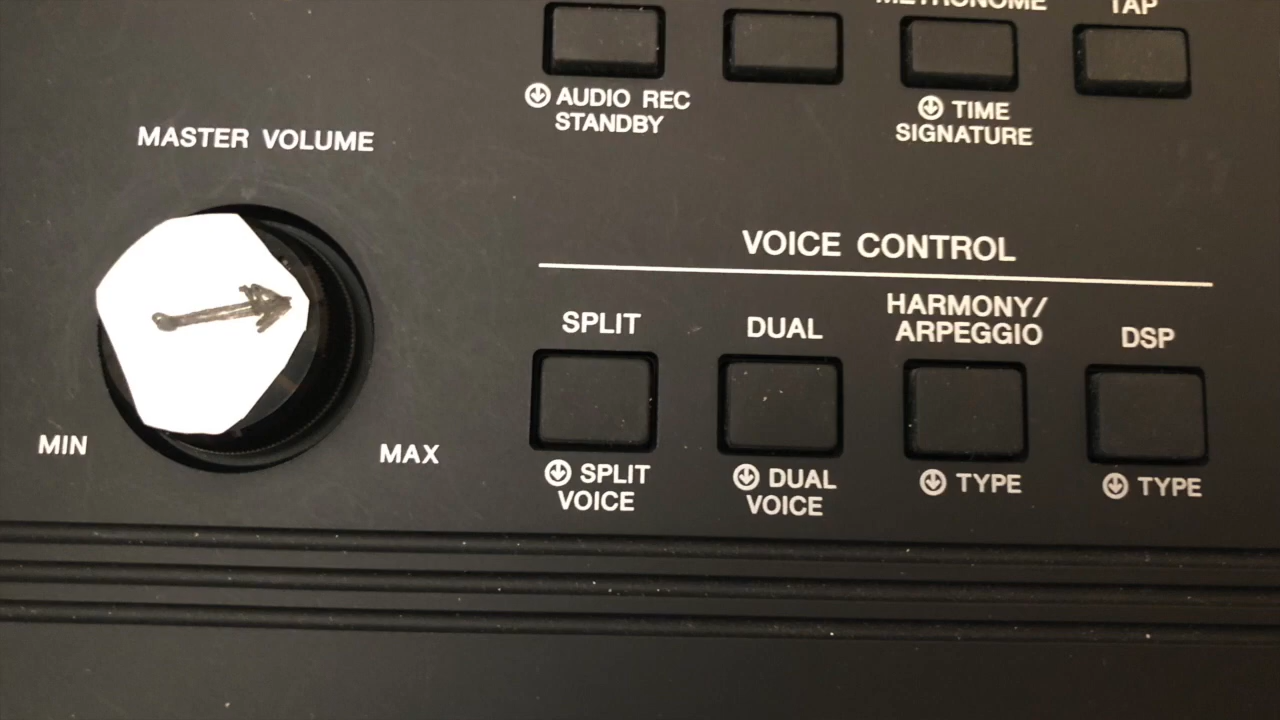 METRONOME
TAP
AUDIO REC
STANDBY
TIME
SIGNATURE
MASTER VOLUME
MIN
MAX
VOICE CONTROL
SPLIT
DUAL
HARMONY/
ARPEGGIO
DSP
SPLIT
VOICE
DUAL
VOICE
TYPE
TYPE